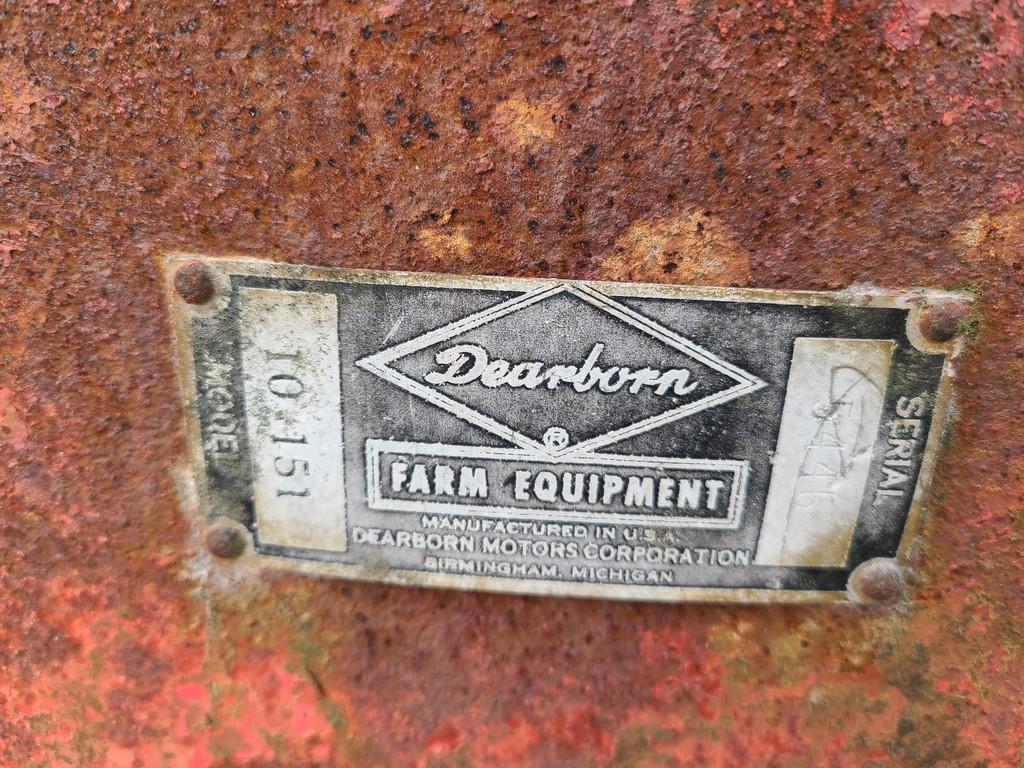 MODEL
10 151
Dearborn
®
FARM EQUIPMENT
MANUFACTURED IN U.S.A.
DEARBORN MOTORS CORPORATION
BIRMINGHAM, MICHIGAN
SERIAL